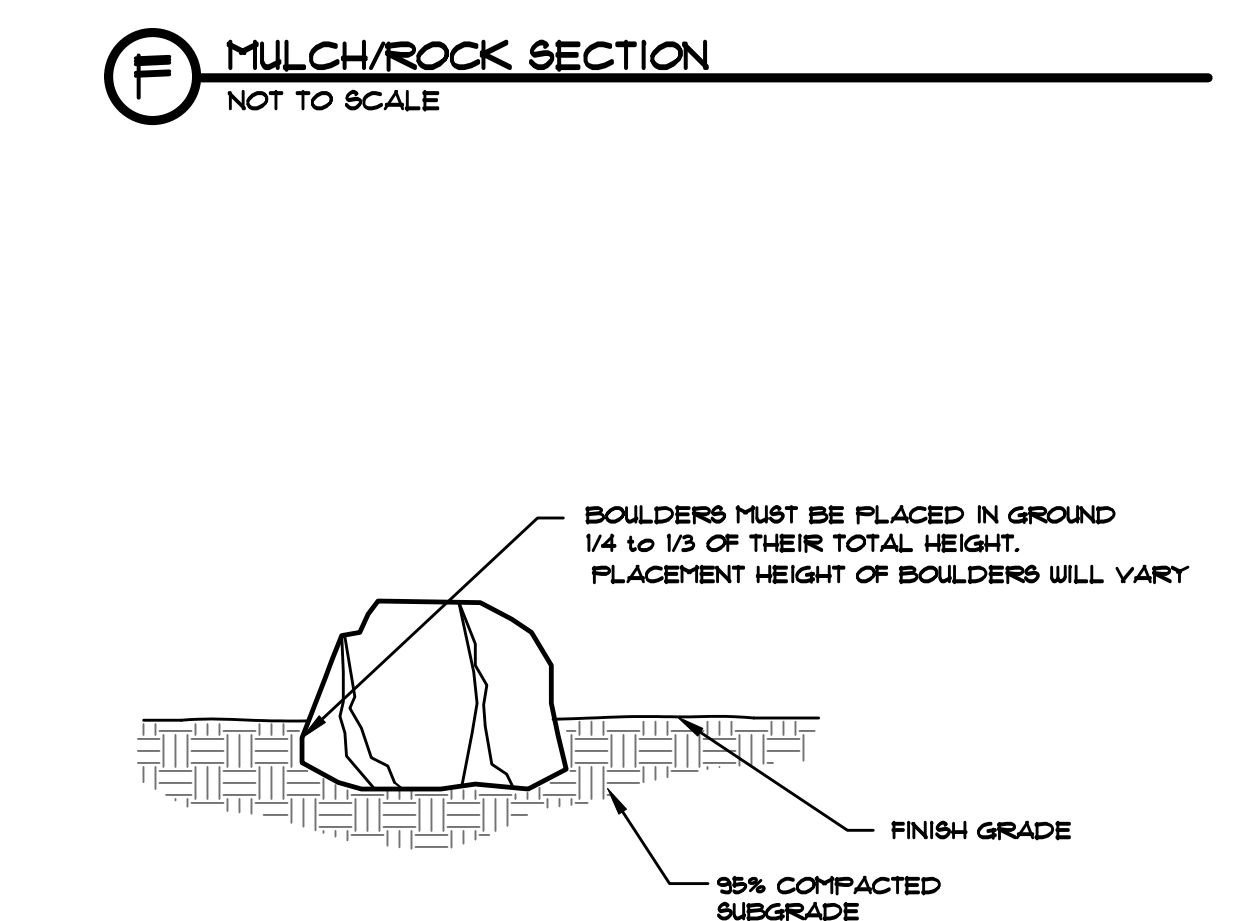 F
MULCH/ROCK SECTION
NOT TO SCALE
BOULDERS MUST BE PLACED IN GROUND
1/4 to 1/3 OF THEIR TOTAL HEIGHT.
PLACEMENT HEIGHT OF BOULDERS WILL VARY
FINISH GRADE
95% COMPACTED
SUBGRADE